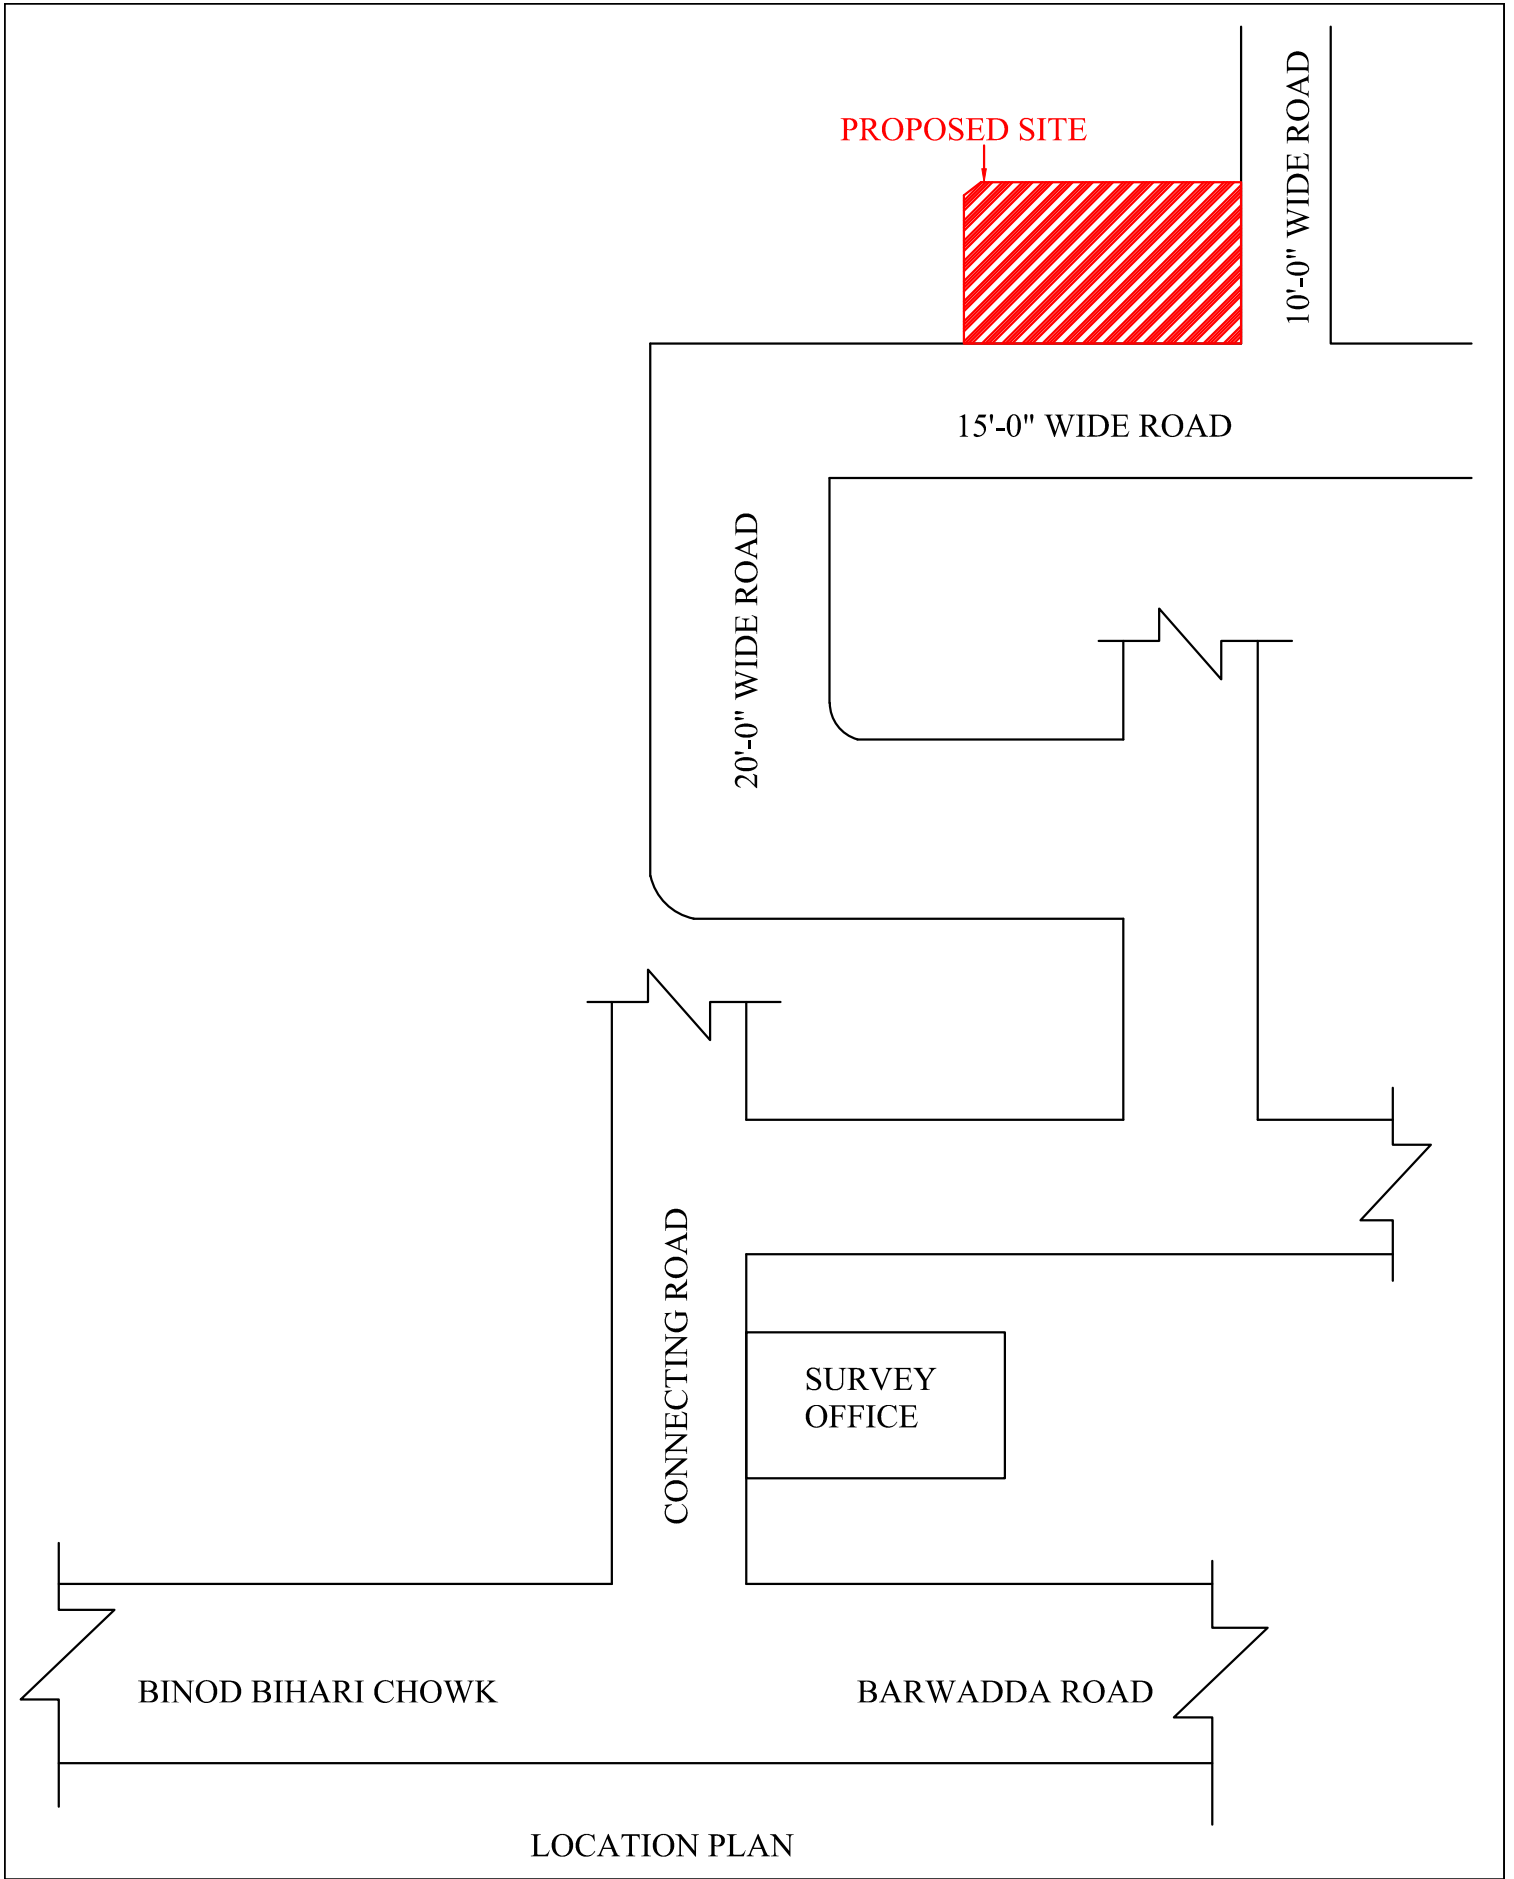 PROPOSED SITE
10'-0" WIDE ROAD
15'-0" WIDE ROAD
20'-0" WIDE ROAD
CONNECTING ROAD
SURVEY
OFFICE
BINOD BIHARI CHOWK
BARWADDA ROAD
LOCATION PLAN